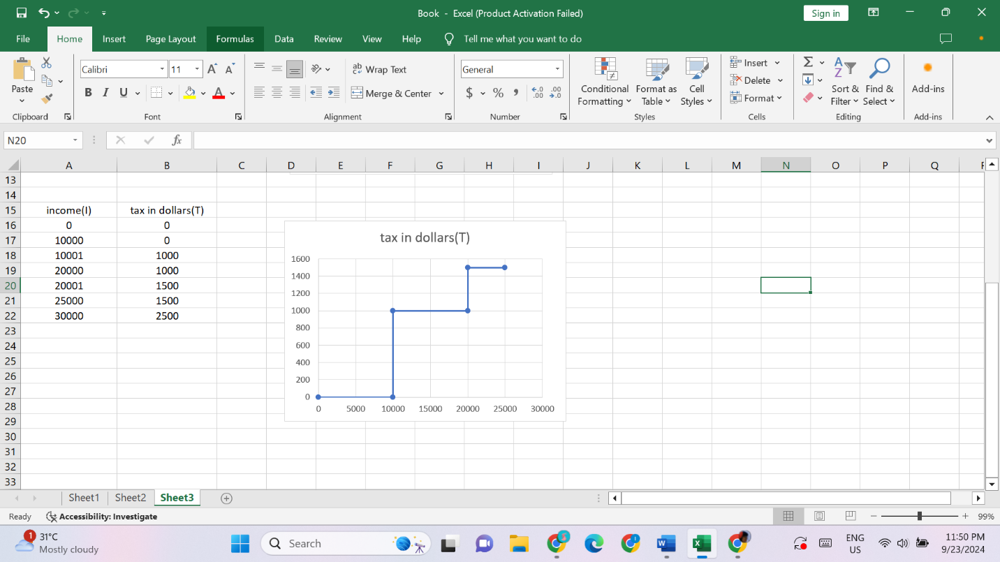 Book - Excel (Product Activation Failed)
Sign in
File Home Insert Page Layout Formulas Data Review View Help Tell me what you want to do
Paste
Clipboard
Calibri 11 A A
B I U A
Font
ab c Wrap Text
Merge & Center
Alignment
General
$ % , .0 .00 .00 .0
Number
Conditional Formatting
Format as Table
Cell Styles
Styles
Insert
Delete
Format
Cells
Sort & Filter
Find & Select
Editing
Add-ins
Add-ins
N20 fx
A B C D E F G H I J K L M N O P Q
13
14
15 income(I) tax in dollars(T)
16 0 0
17 10000 0
18 10001 1000
19 20000 1000
20 20001 1500
21 25000 1500
22 30000 2500
23
24
25
26
27
28
29
30
31
32
33
tax in dollars(T)
1600
1400
1200
1000
800
600
400
200
0
0 5000 10000 15000 20000 25000 30000
Sheet1 Sheet2 Sheet3
Ready Accessibility: Investigate 99%
1 31°C
Mostly cloudy
Search
ENG
US
11:50 PM
9/23/2024